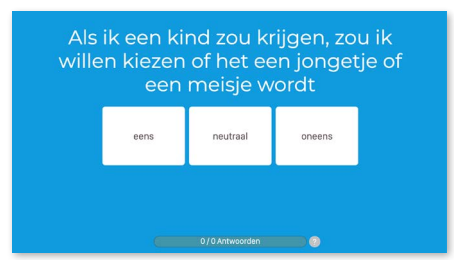 Als ik een kind zou krijgen, zou ik
willen kiezen of het een jongetje of
een meisje wordt
eens
neutraal
oneens
0 / 0 Antwoorden
?